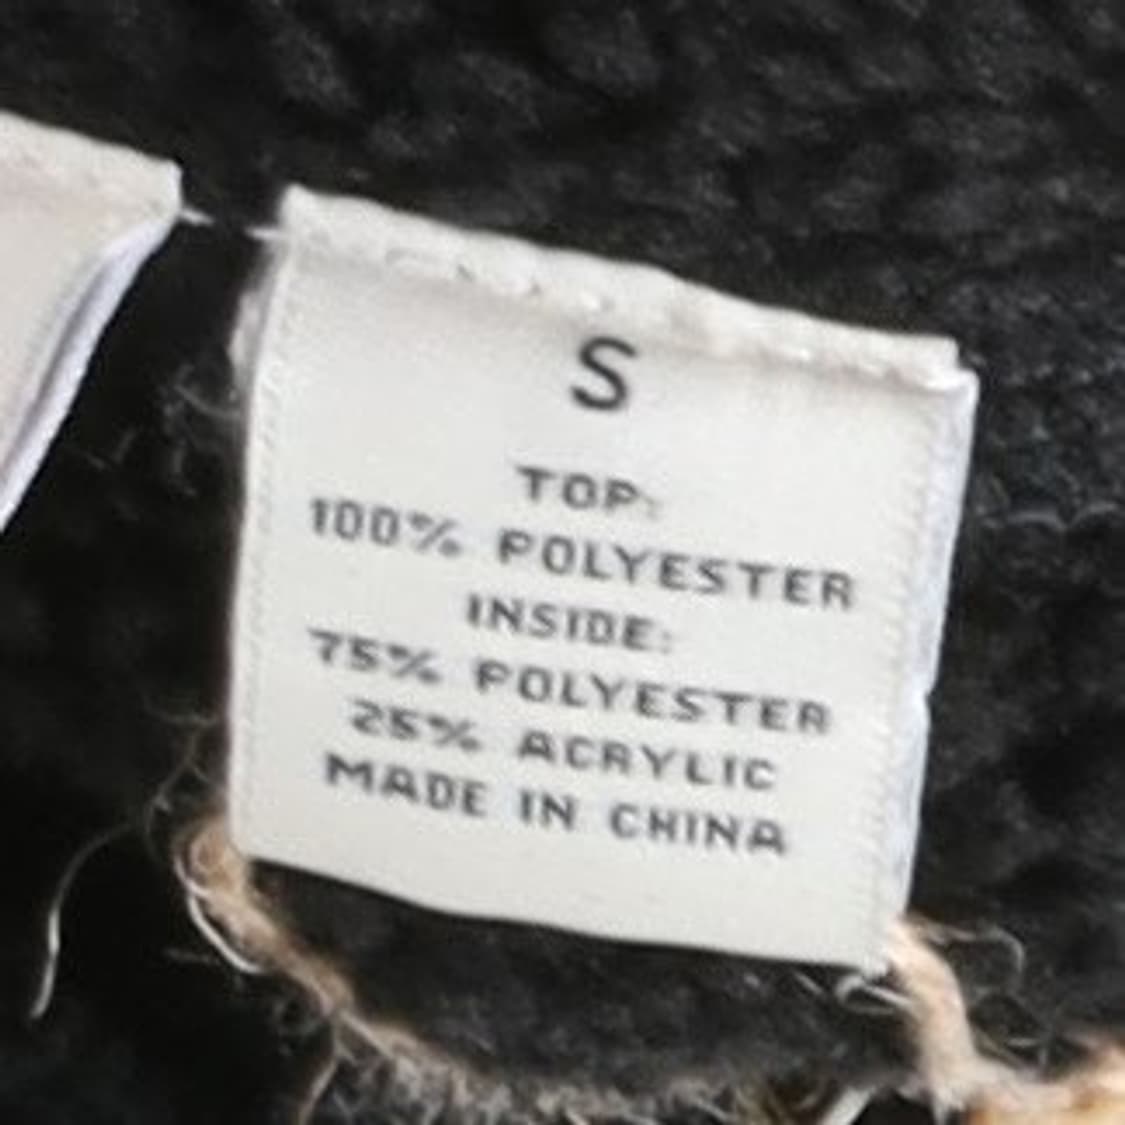 S
TOP:
100% POLYESTER
INSIDE:
75% POLYESTER
25% ACRYLIC
MADE IN CHINA